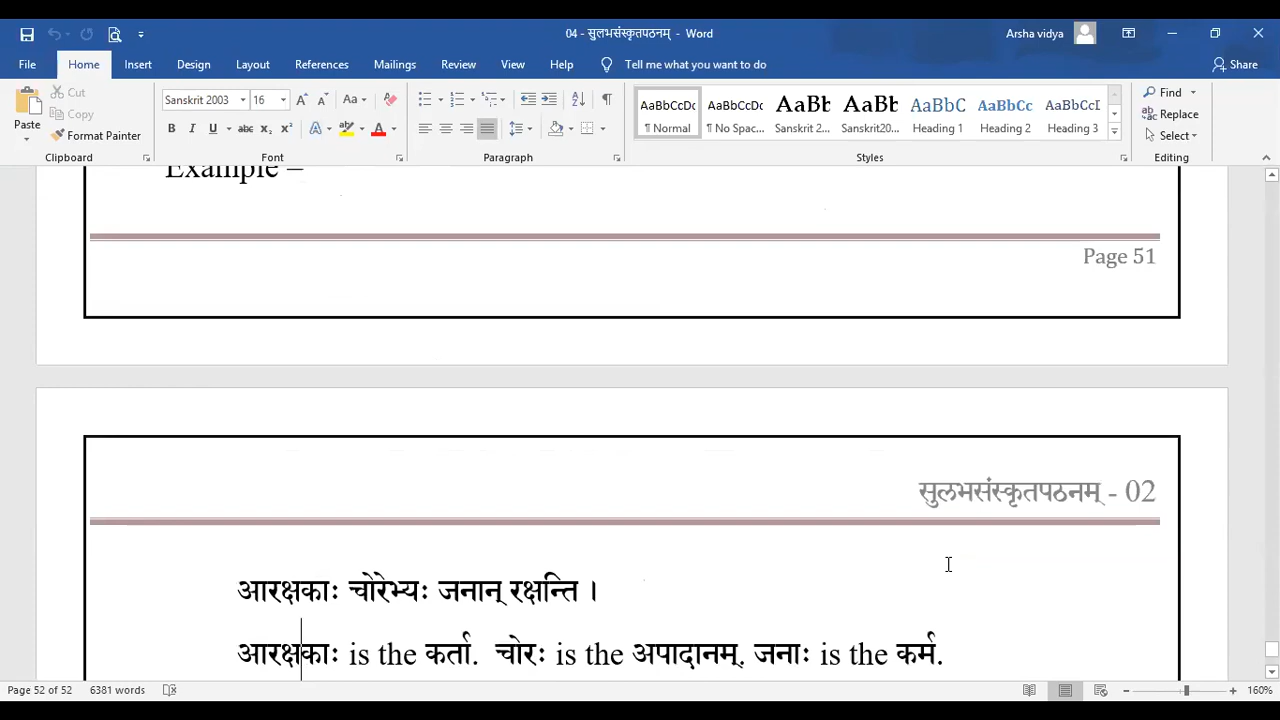 04 - सुलभसंस्कृतपठनम् - Word
Arsha vidya
File Home Insert Design Layout References Mailings Review View Help Tell me what you want to do Share
Paste Cut
Copy
Format Painter
Clipboard
Sanskrit 2003 16
Font
Paragraph
AaBbCcDc AaBbCcDc AaBb AaBb AaBbC AaBbCc AaBbCcI
¶ Normal ¶ No Spac... Sanskrit 2... Sanskrit20... Heading 1 Heading 2 Heading 3
Styles
Find
Replace
Select
Editing
Example –
Page 51
सुलभसंस्कृतपठनम् - 02
आरक्षकाः चोरेभ्यः जनान् रक्षन्ति ।
आरक्षकाः is the कर्ता. चोरः is the अपादानम्. जनाः is the कर्म.
Page 52 of 52 6381 words 160%